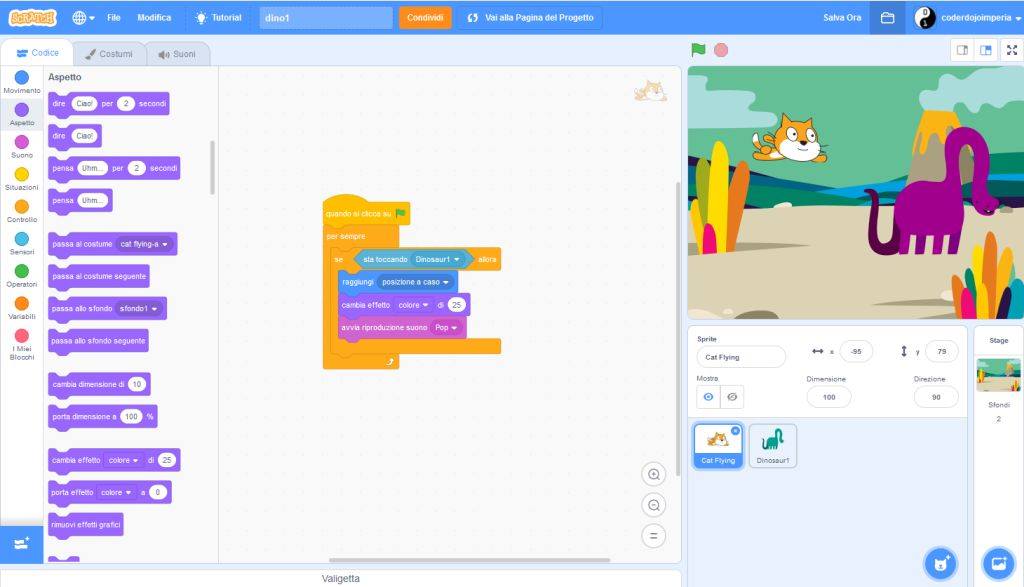 SCRATCH
File
Modifica
Tutorial
dino1
Condividi
Vai alla Pagina del Progetto
Salva Ora
coderdojoimperia
Codice
Costumi
Suoni
Movimento
Aspetto
Suono
Situazioni
Controllo
Sensori
Operatori
Variabili
I Miei
Blocchi
Aspetto
dire Ciao! per 2 secondi
dire Ciao!
pensa Uhm... per 2 secondi
pensa Uhm...
passa al costume cat flying-a
passa al costume seguente
passa allo sfondo sfondo1
passa allo sfondo seguente
cambia dimensione di 10
porta dimensione a 100 %
cambia effetto colore di 25
porta effetto colore a 0
rimuovi effetti grafici
quando si clicca su
per sempre
se sta toccando Dinosaur1 allora
raggiungi posizione a caso
cambia effetto colore di 25
avvia riproduzione suono Pop
Valigetta
Sprite
Cat Flying
x -95
y 79
Mostra
Dimensione
100
Direzione
90
Cat Flying
Dinosaur1
Stage
Sfondi
2